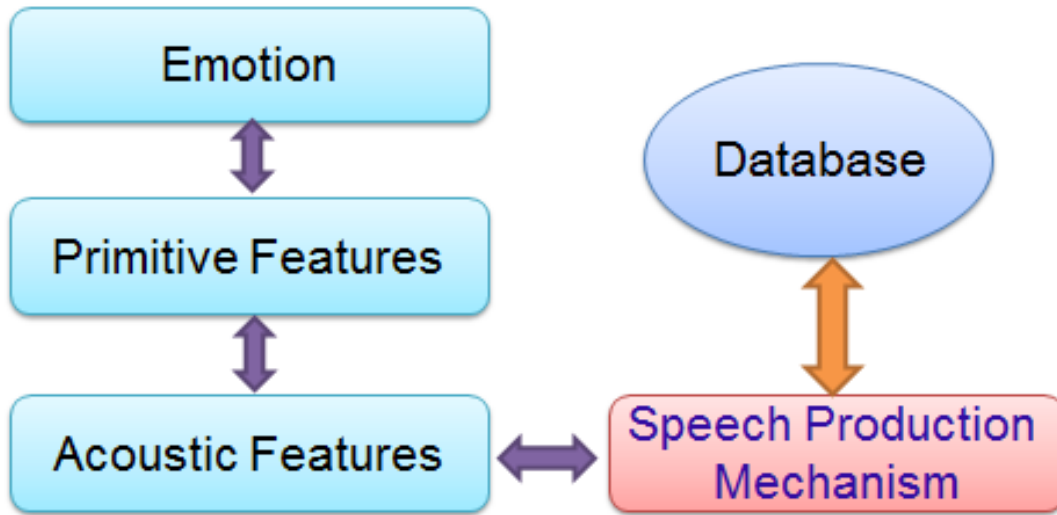 Emotion
Database
Primitive Features
Acoustic Features
Speech Production
Mechanism